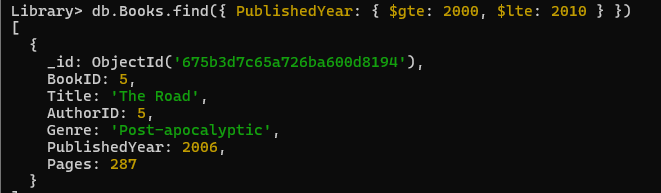 Library> db.Books.find({ PublishedYear: { $gte: 2000, $lte: 2010 } })
[
  {
    _id: ObjectId('675b3d7c65a726ba600d8194'),
    BookID: 5,
    Title: 'The Road',
    AuthorID: 5,
    Genre: 'Post-apocalyptic',
    PublishedYear: 2006,
    Pages: 287
  }
]